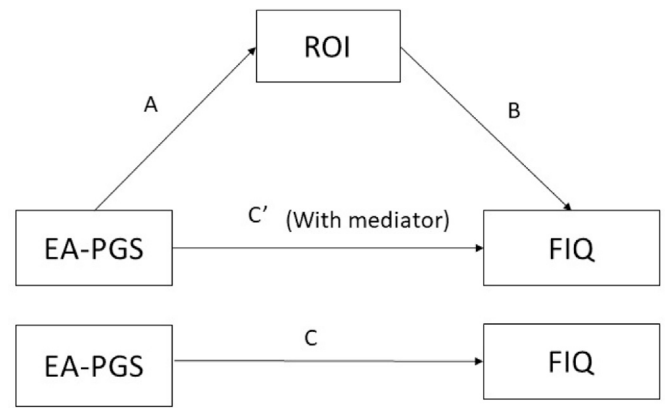 ROI
A
B
C’ (With mediator)
EA-PGS
FIQ
C
EA-PGS
FIQ